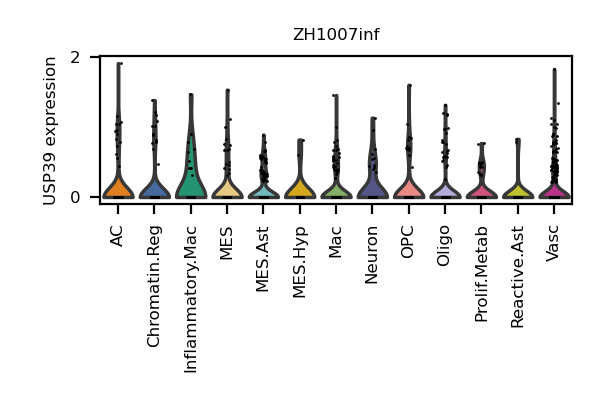 ZH1007inf
USP39 expression
2
0
AC
Chromatin.Reg
Inflammatory.Mac
MES
MES.Ast
MES.Hyp
Mac
Neuron
OPC
Oligo
Prolif.Metab
Reactive.Ast
Vasc